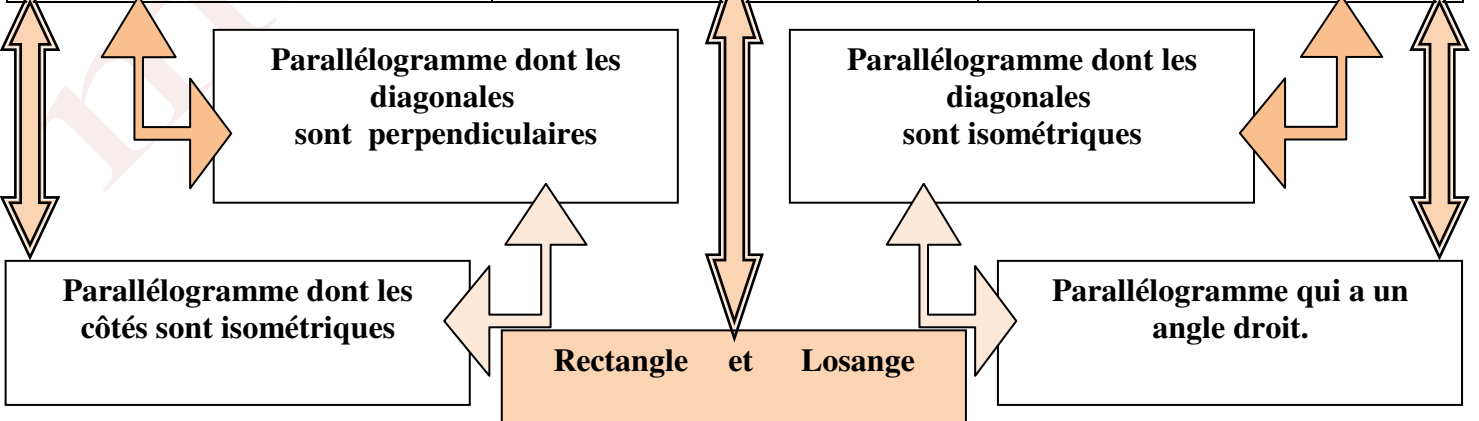 Parallélogramme dont les
diagonales
sont perpendiculaires
Parallélogramme dont les
diagonales
sont isométriques
Parallélogramme dont les
côtés sont isométriques
Parallélogramme qui a un
angle droit.
Rectangle et Losange